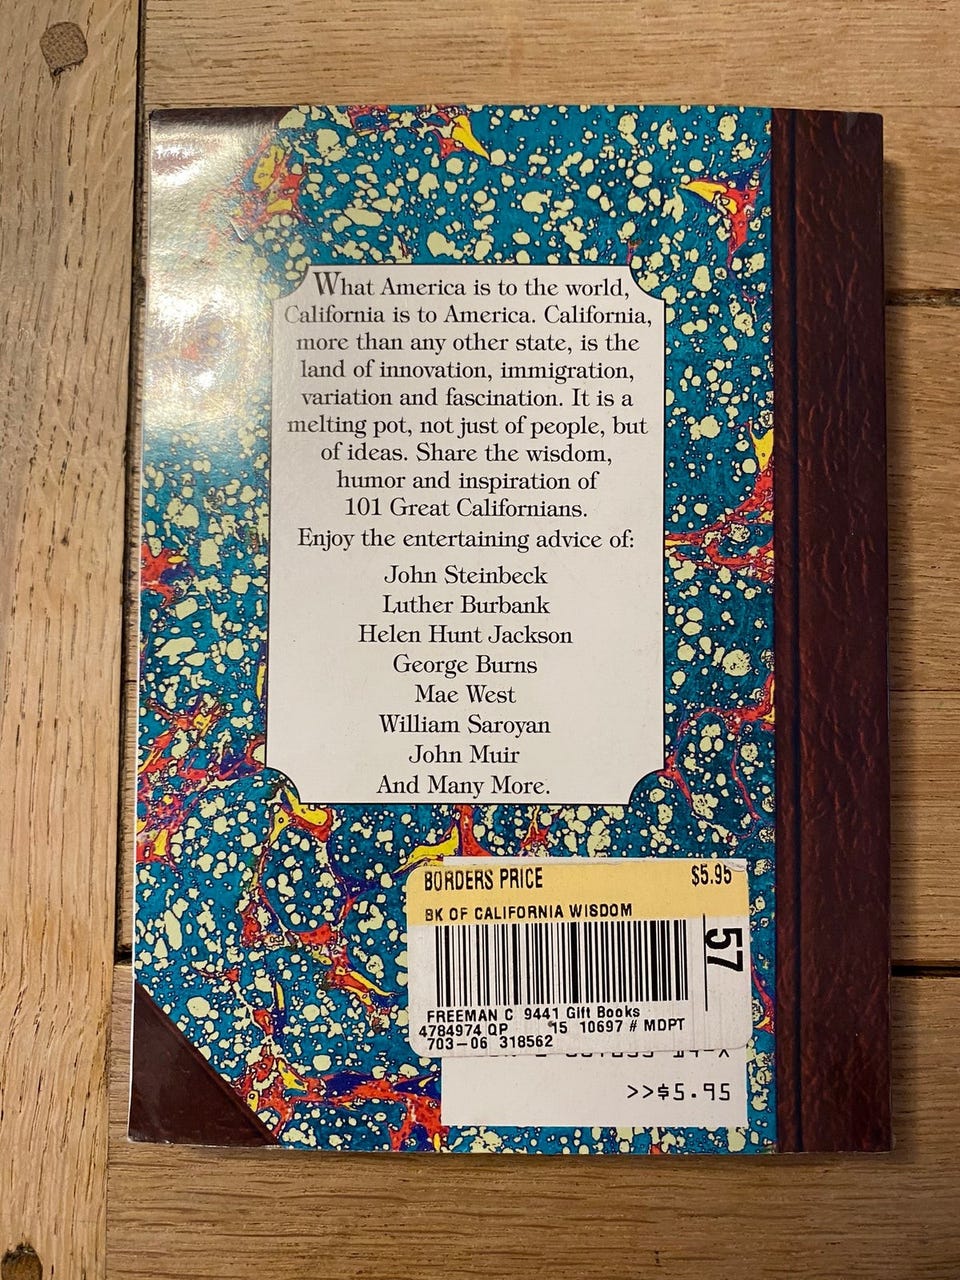 What America is to the world,
California is to America. California,
more than any other state, is the
land of innovation, immigration,
variation and fascination. It is a
melting pot, not just of people, but
of ideas. Share the wisdom,
humor and inspiration of
101 Great Californians.
Enjoy the entertaining advice of:
John Steinbeck
Luther Burbank
Helen Hunt Jackson
George Burns
Mae West
William Saroyan
John Muir
And Many More.
BORDERS PRICE $5.95
BK OF CALIFORNIA WISDOM
57
FREEMAN C 9441 Gift Books
4784974 QP 15 10697 # MDPT
703-06 318562
>>$5.95